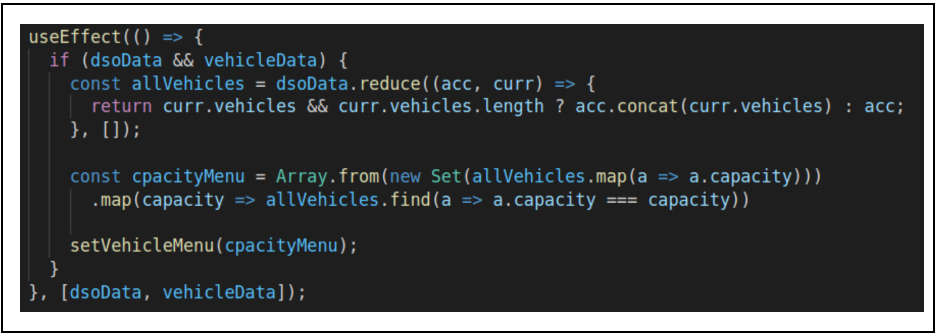 useEffect(() => {
if (dsoData && vehicleData) {
const allVehicles = dsoData.reduce((acc, curr) => {
return curr.vehicles && curr.vehicles.length ? acc.concat(curr.vehicles) : acc;
}, []);
const cpacityMenu = Array.from(new Set(allVehicles.map(a => a.capacity)))
.map(capacity => allVehicles.find(a => a.capacity === capacity))
setVehicleMenu(cpacityMenu);
}
}, [dsoData, vehicleData]);